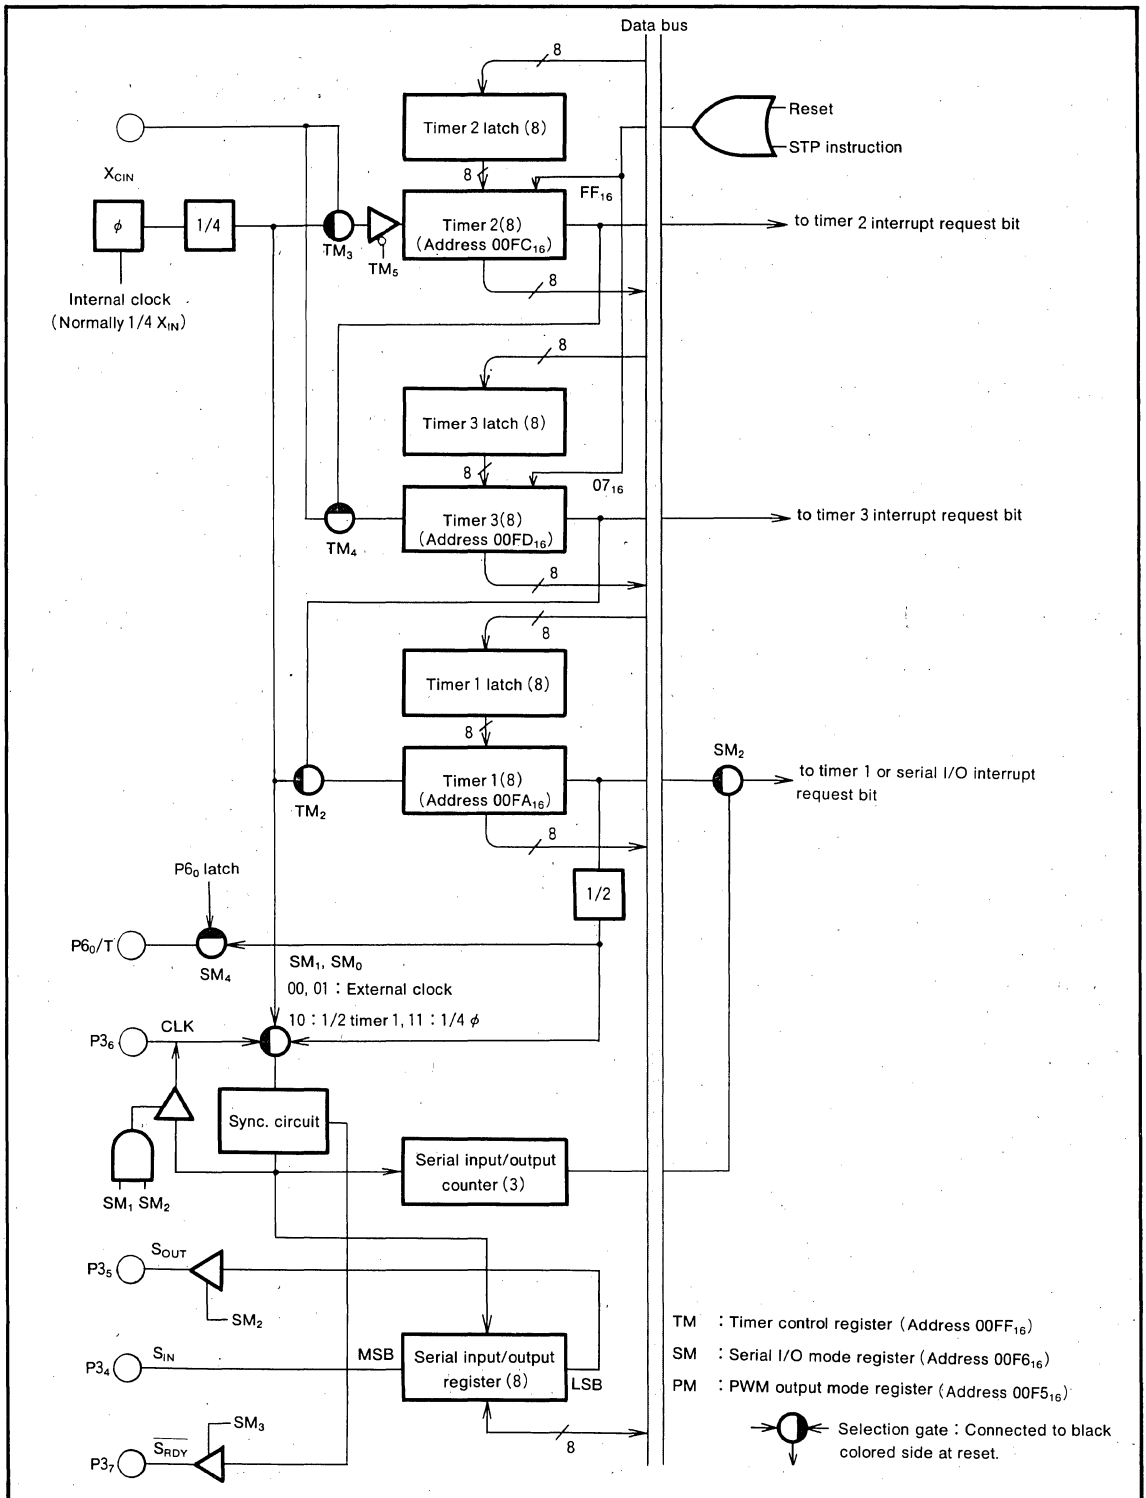 Data bus
8
Timer 2 latch (8)
Reset
STP instruction
X_CIN
8
FF₁₆
φ
1/4
Timer 2(8)
(Address 00FC₁₆)
to timer 2 interrupt request bit
TM₃
TM₅
8
Internal clock
(Normally 1/4 X_IN)
8
Timer 3 latch (8)
8
07₁₆
Timer 3(8)
(Address 00FD₁₆)
to timer 3 interrupt request bit
TM₄
8
8
Timer 1 latch (8)
8
SM₂
Timer 1(8)
(Address 00FA₁₆)
to timer 1 or serial I/O interrupt
request bit
TM₂
8
P6₀ latch
1/2
P6₀/T
SM₄
SM₁, SM₀
00, 01 : External clock
10 : 1/2 timer 1, 11 : 1/4 φ
P3₆
CLK
Sync. circuit
Serial input/output
counter (3)
SM₁ SM₂
P3₅
S_OUT
SM₂
P3₄
S_IN
MSB
Serial input/output
register (8)
LSB
SM₃
P3₇
S̅_R̅D̅Y̅
8
TM : Timer control register (Address 00FF₁₆)
SM : Serial I/O mode register (Address 00F6₁₆)
PM : PWM output mode register (Address 00F5₁₆)
Selection gate : Connected to black
colored side at reset.